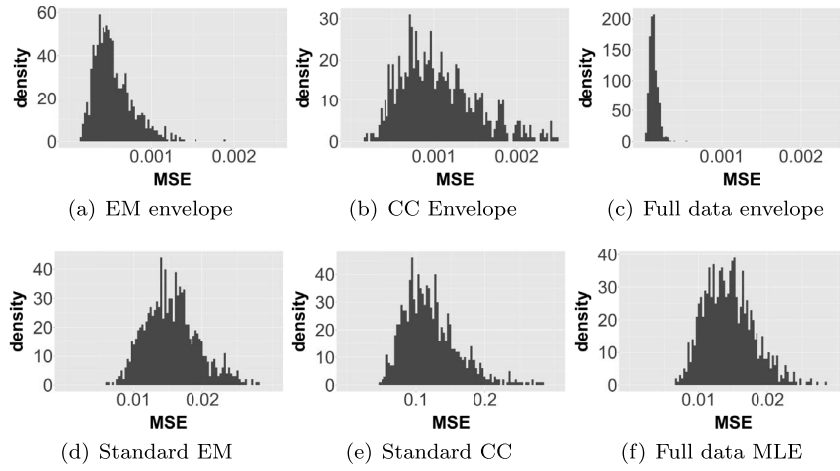 60
40
20
0
density
0.001 0.002
MSE
(a) EM envelope
30
20
10
0
density
0.001 0.002
MSE
(b) CC Envelope
200
150
100
50
0
density
0.001 0.002
MSE
(c) Full data envelope
40
30
20
10
0
density
0.01 0.02
MSE
(d) Standard EM
40
30
20
10
0
density
0.1 0.2
MSE
(e) Standard CC
40
30
20
10
0
density
0.01 0.02
MSE
(f) Full data MLE